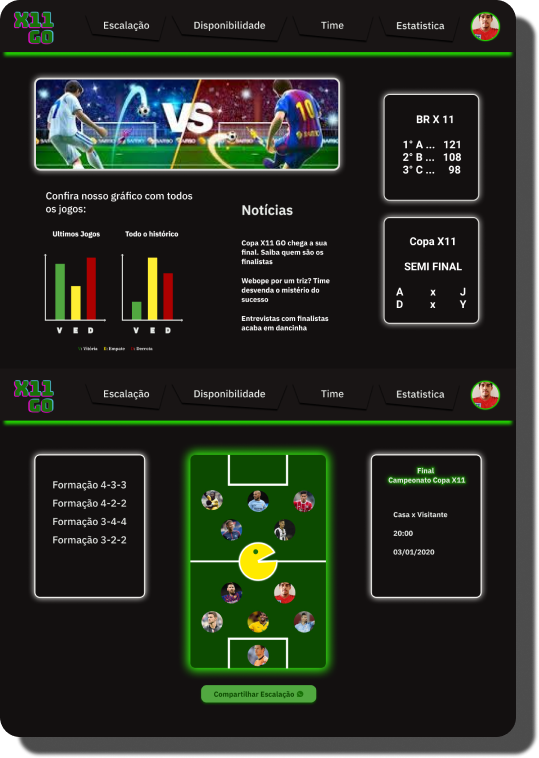 X11
GO
Escalação
Disponibilidade
Time
Estatistica
VS
10
BR X 11
1° A ... 121
2° B ... 108
3° C ... 98
Confira nosso gráfico com todos
os jogos:
Ultimos Jogos
Todo o histórico
V E D
V E D
V: Vitória E: Empate D: Derrota
Notícias
Copa X11 GO chega a sua
final. Saiba quem são os
finalistas
Webope por um triz? Time
desvenda o mistério do
sucesso
Entrevistas com finalistas
acaba em dancinha
Copa X11
SEMI FINAL
A x J
D x Y
X11
GO
Escalação
Disponibilidade
Time
Estatistica
Formação 4-3-3
Formação 4-2-2
Formação 3-4-4
Formação 3-2-2
Final
Campeonato Copa X11
Casa x Visitante
20:00
03/01/2020
Compartilhar Escalação